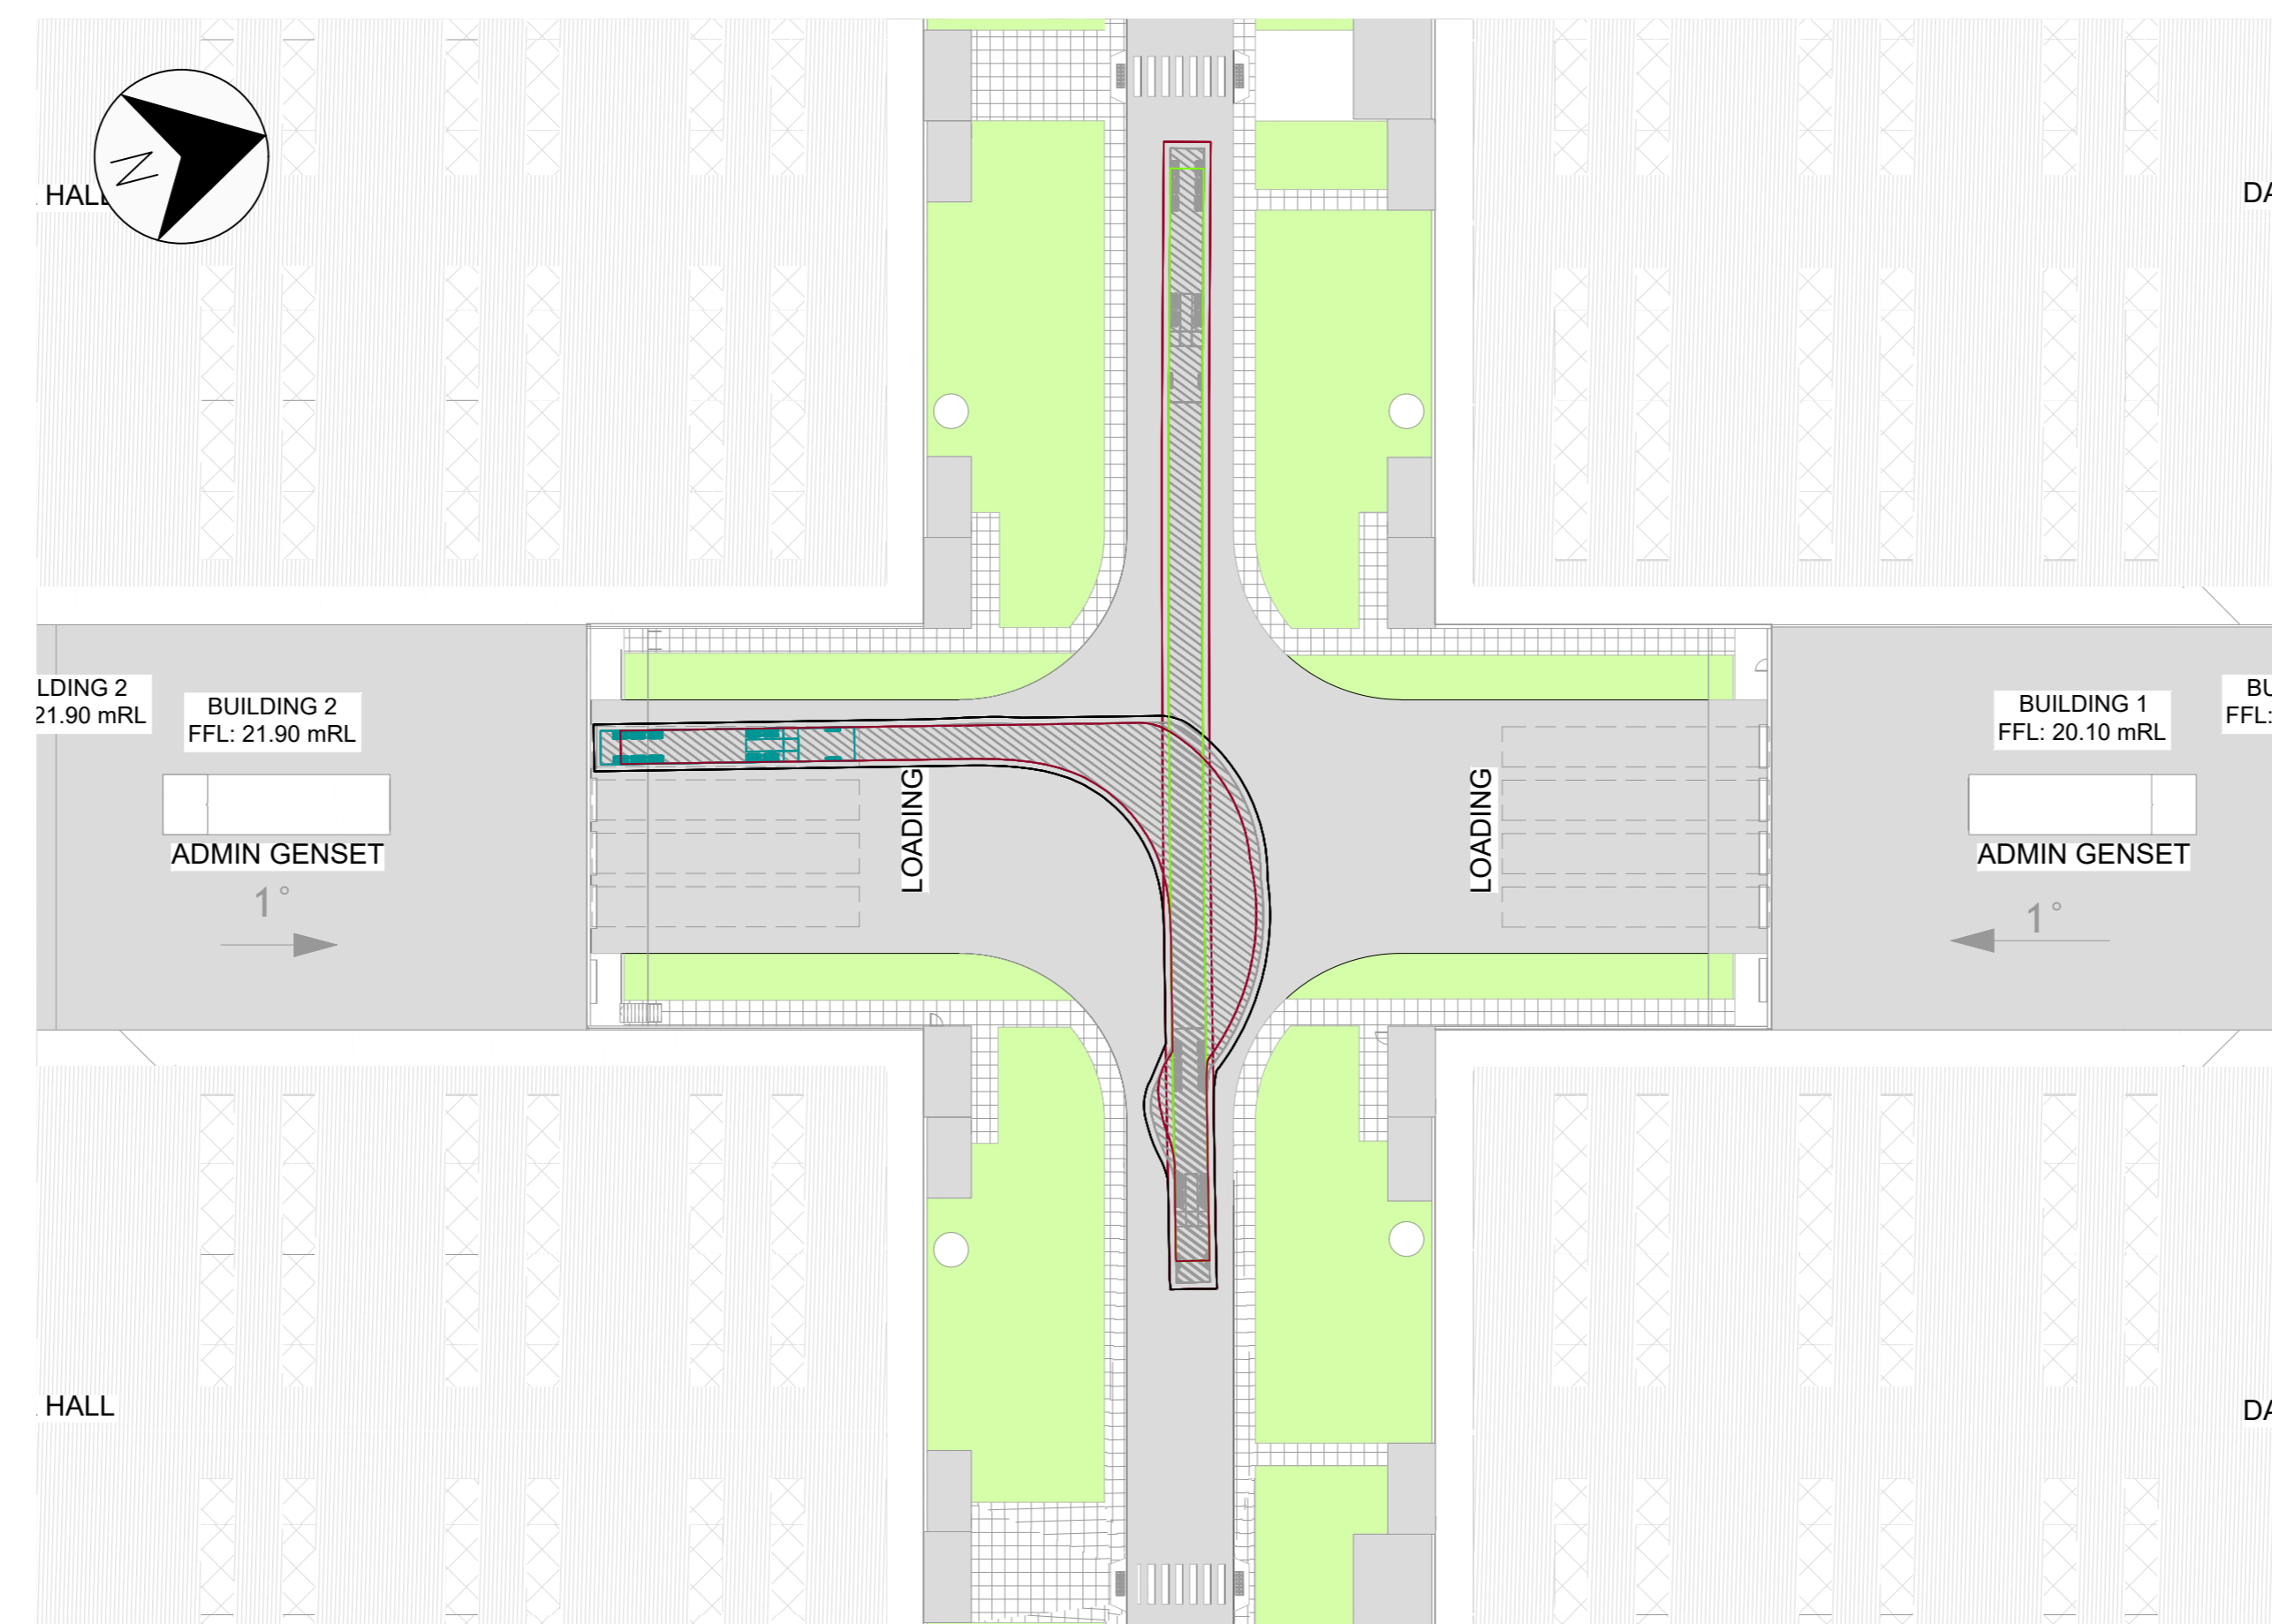 N
HALL
DA
LDING 2
21.90 mRL
BUILDING 2
FFL: 21.90 mRL
BUILDING 1
FFL: 20.10 mRL
BU
FFL:
LOADING
LOADING
ADMIN GENSET
ADMIN GENSET
1°
1°
HALL
DA